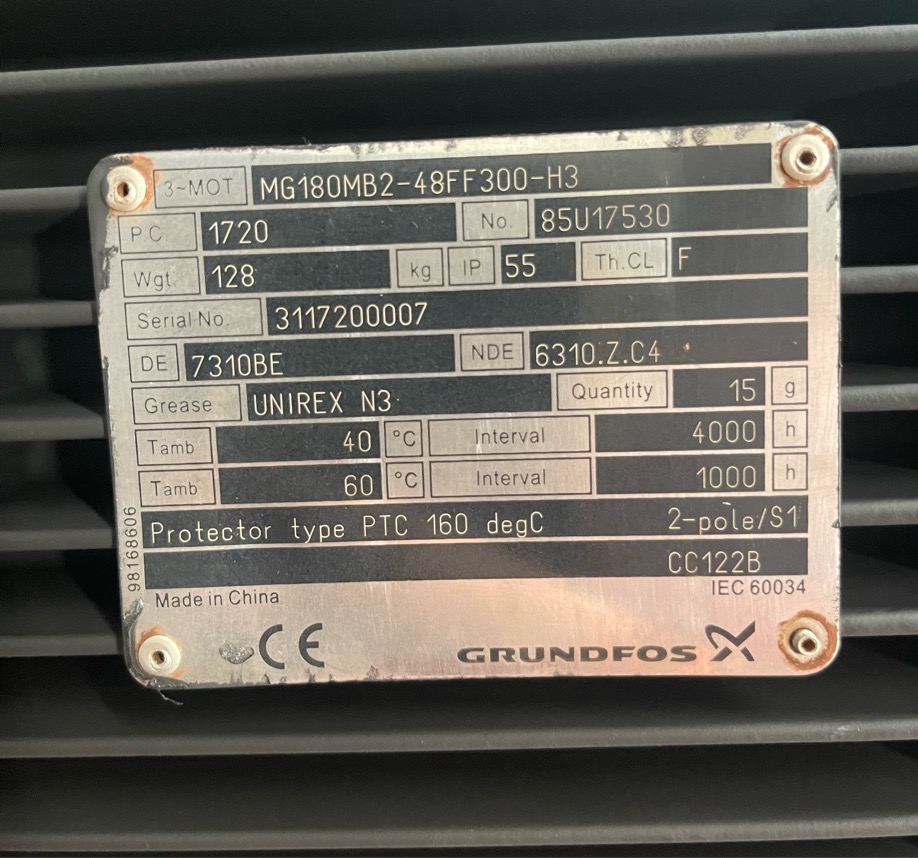 3~MOT MG180MB2-48FF300-H3
P.C. 1720 No. 85U17530
Wgt. 128 kg IP 55 Th.CL F
Serial No. 3117200007
DE 7310BE NDE 6310.Z.C4
Grease UNIREX N3 Quantity 15 g
Tamb 40 °C Interval 4000 h
Tamb 60 °C Interval 1000 h
Protector type PTC 160 degC 2-pole/S1
CC122B
98168606
Made in China IEC 60034
CE GRUNDFOS